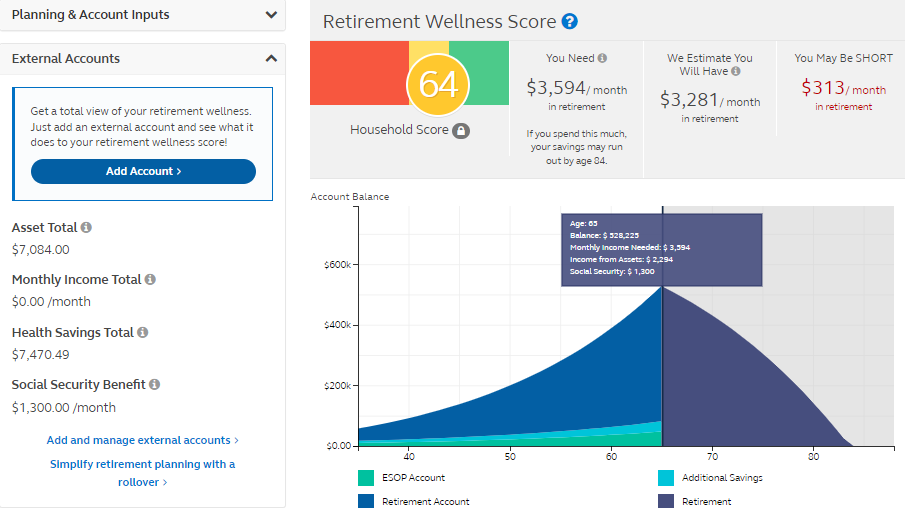 Planning & Account Inputs
External Accounts
Get a total view of your retirement wellness.
Just add an external account and see what it
does to your retirement wellness score!
Add Account >
Asset Total
$7,084.00
Monthly Income Total
$0.00 /month
Health Savings Total
$7,470.49
Social Security Benefit
$1,300.00 /month
Add and manage external accounts >
Simplify retirement planning with a
rollover >
Retirement Wellness Score ?
64
Household Score
You Need
$3,594/ month
in retirement
If you spend this much,
your savings may run
out by age 84.
We Estimate You
Will Have
$3,281/ month
in retirement
You May Be SHORT
$313/ month
in retirement
Account Balance
Age: 65
Balance: $ 528,225
Monthly Income Needed: $ 3,594
Income from Assets: $ 2,294
Social Security: $ 1,300
$600k
$400k
$200k
$0.00
40
50
60
70
80
ESOP Account
Additional Savings
Retirement Account
Retirement